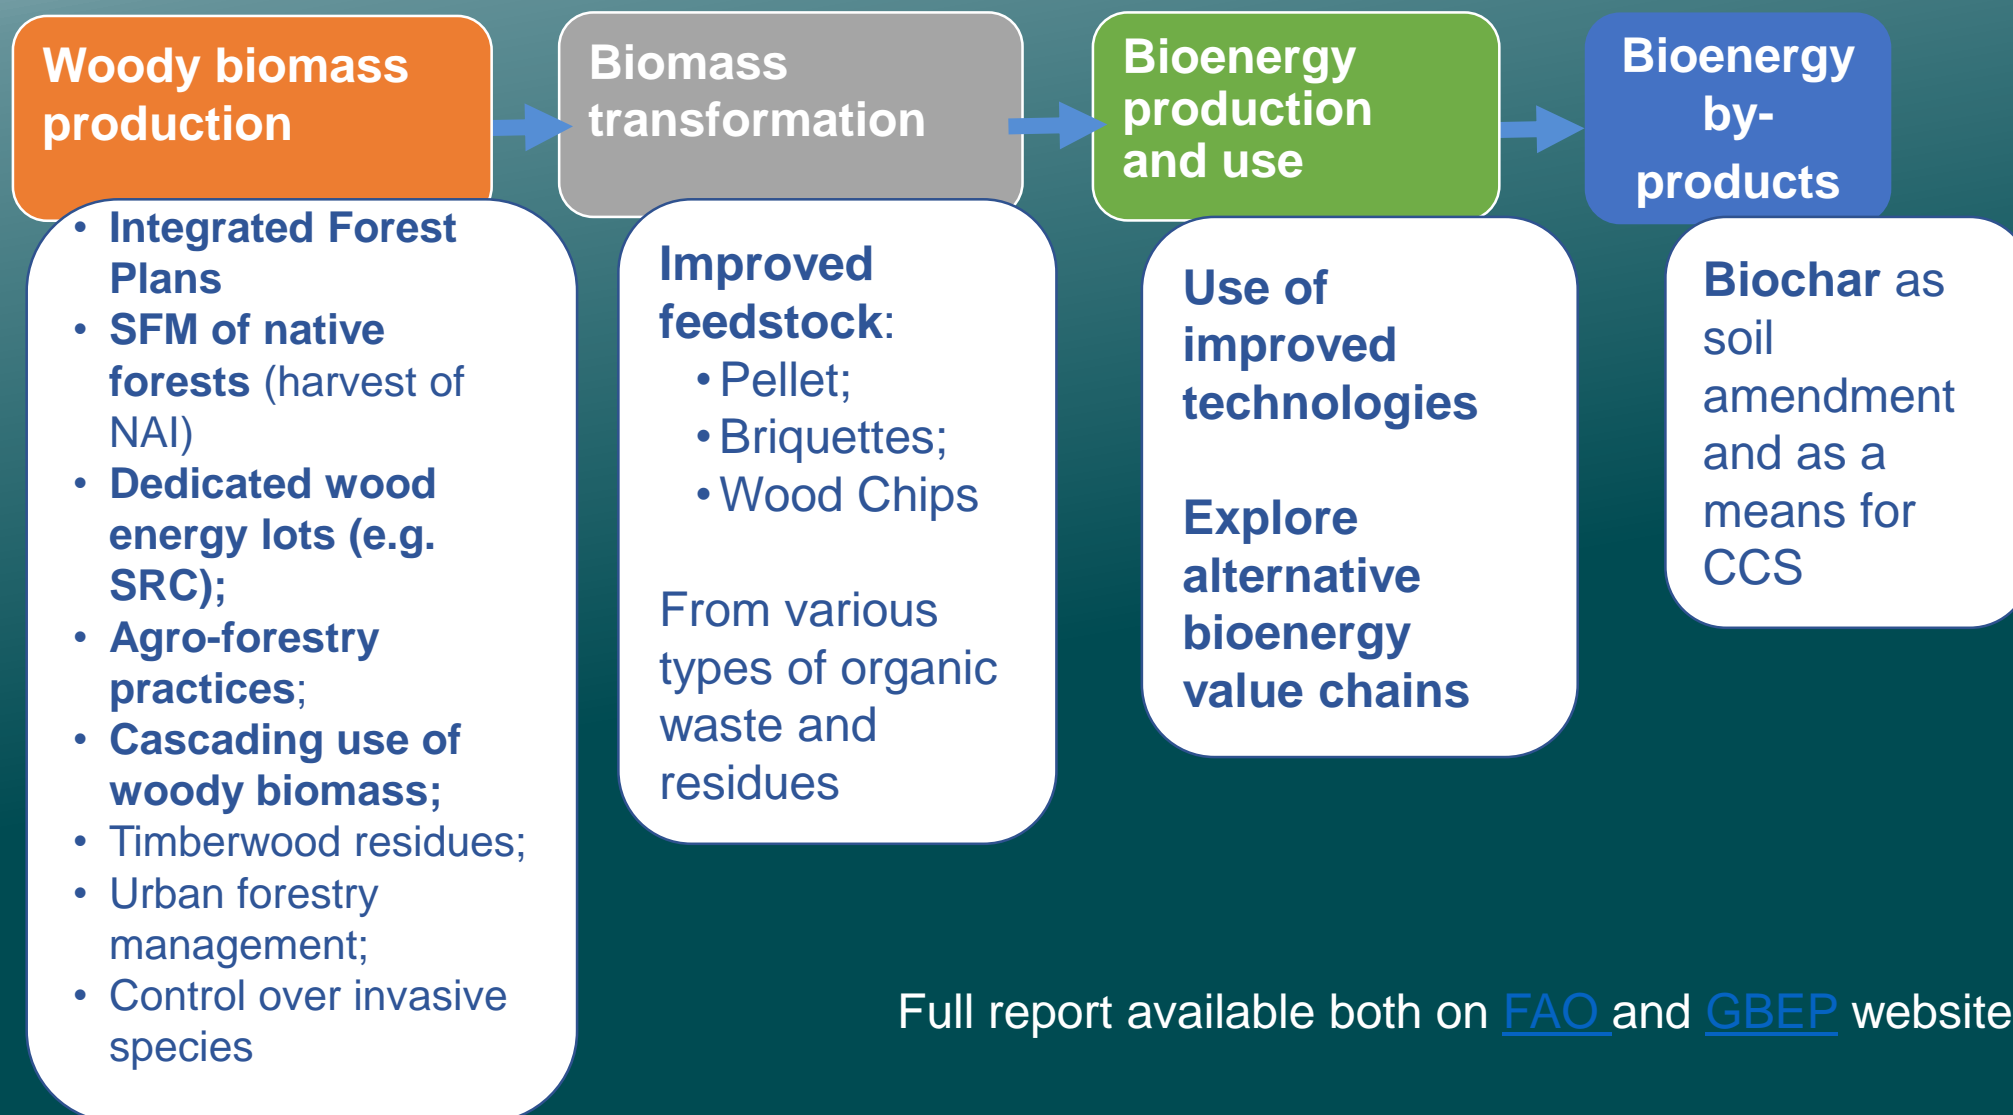 Woody biomass
production
• Integrated Forest
Plans
• SFM of native
forests (harvest of
NAI)
• Dedicated wood
energy lots (e.g.
SRC);
• Agro-forestry
practices;
• Cascading use of
woody biomass;
• Timberwood residues;
• Urban forestry
management;
• Control over invasive
species
Biomass
transformation
Improved
feedstock:
• Pellet;
• Briquettes;
• Wood Chips
From various
types of organic
waste and
residues
Bioenergy
production
and use
Use of
improved
technologies
Explore
alternative
bioenergy
value chains
Bioenergy
by-
products
Biochar as
soil
amendment
and as a
means for
CCS
Full report available both on FAO and GBEP website